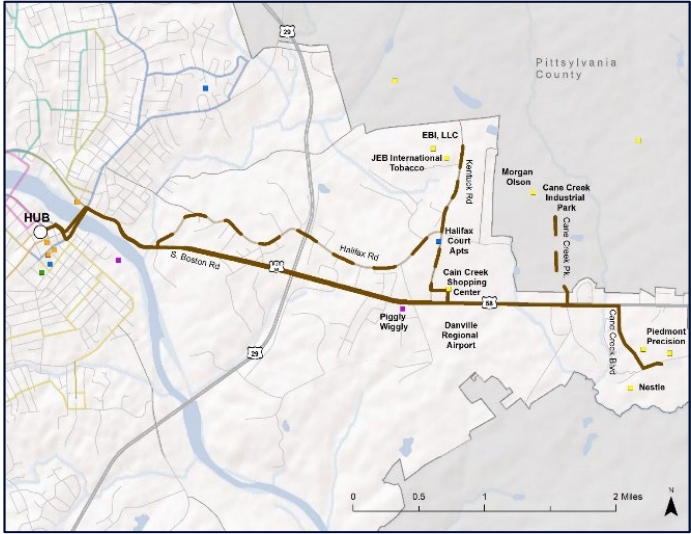 29
Pittsylvania
County
EBI, LLC
JEB International
Tobacco
Kentuck Rd
Morgan
Olson
Cane Creek
Industrial
Park
Cane Creek Pk.
HUB
Halifax
Court
Apts
Halifax Rd
S. Boston Rd
Cain Creek
Shopping
Center
58
Piggly
Wiggly
Danville
Regional
Airport
Cane Creek Blvd
Piedmont
Precision
29
Nestle
0
0.5
1
2 Miles
N